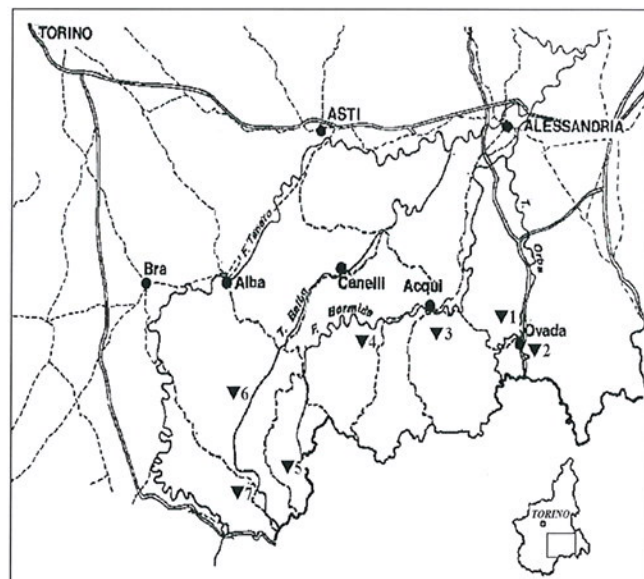 TORINO
ASTI
ALESSANDRIA
F. Tanaro
T.
Orba
Bra
Alba
Canelli
T. Belbo
Acqui
F. Bormida
1
Ovada
2
3
4
6
5
7
TORINO